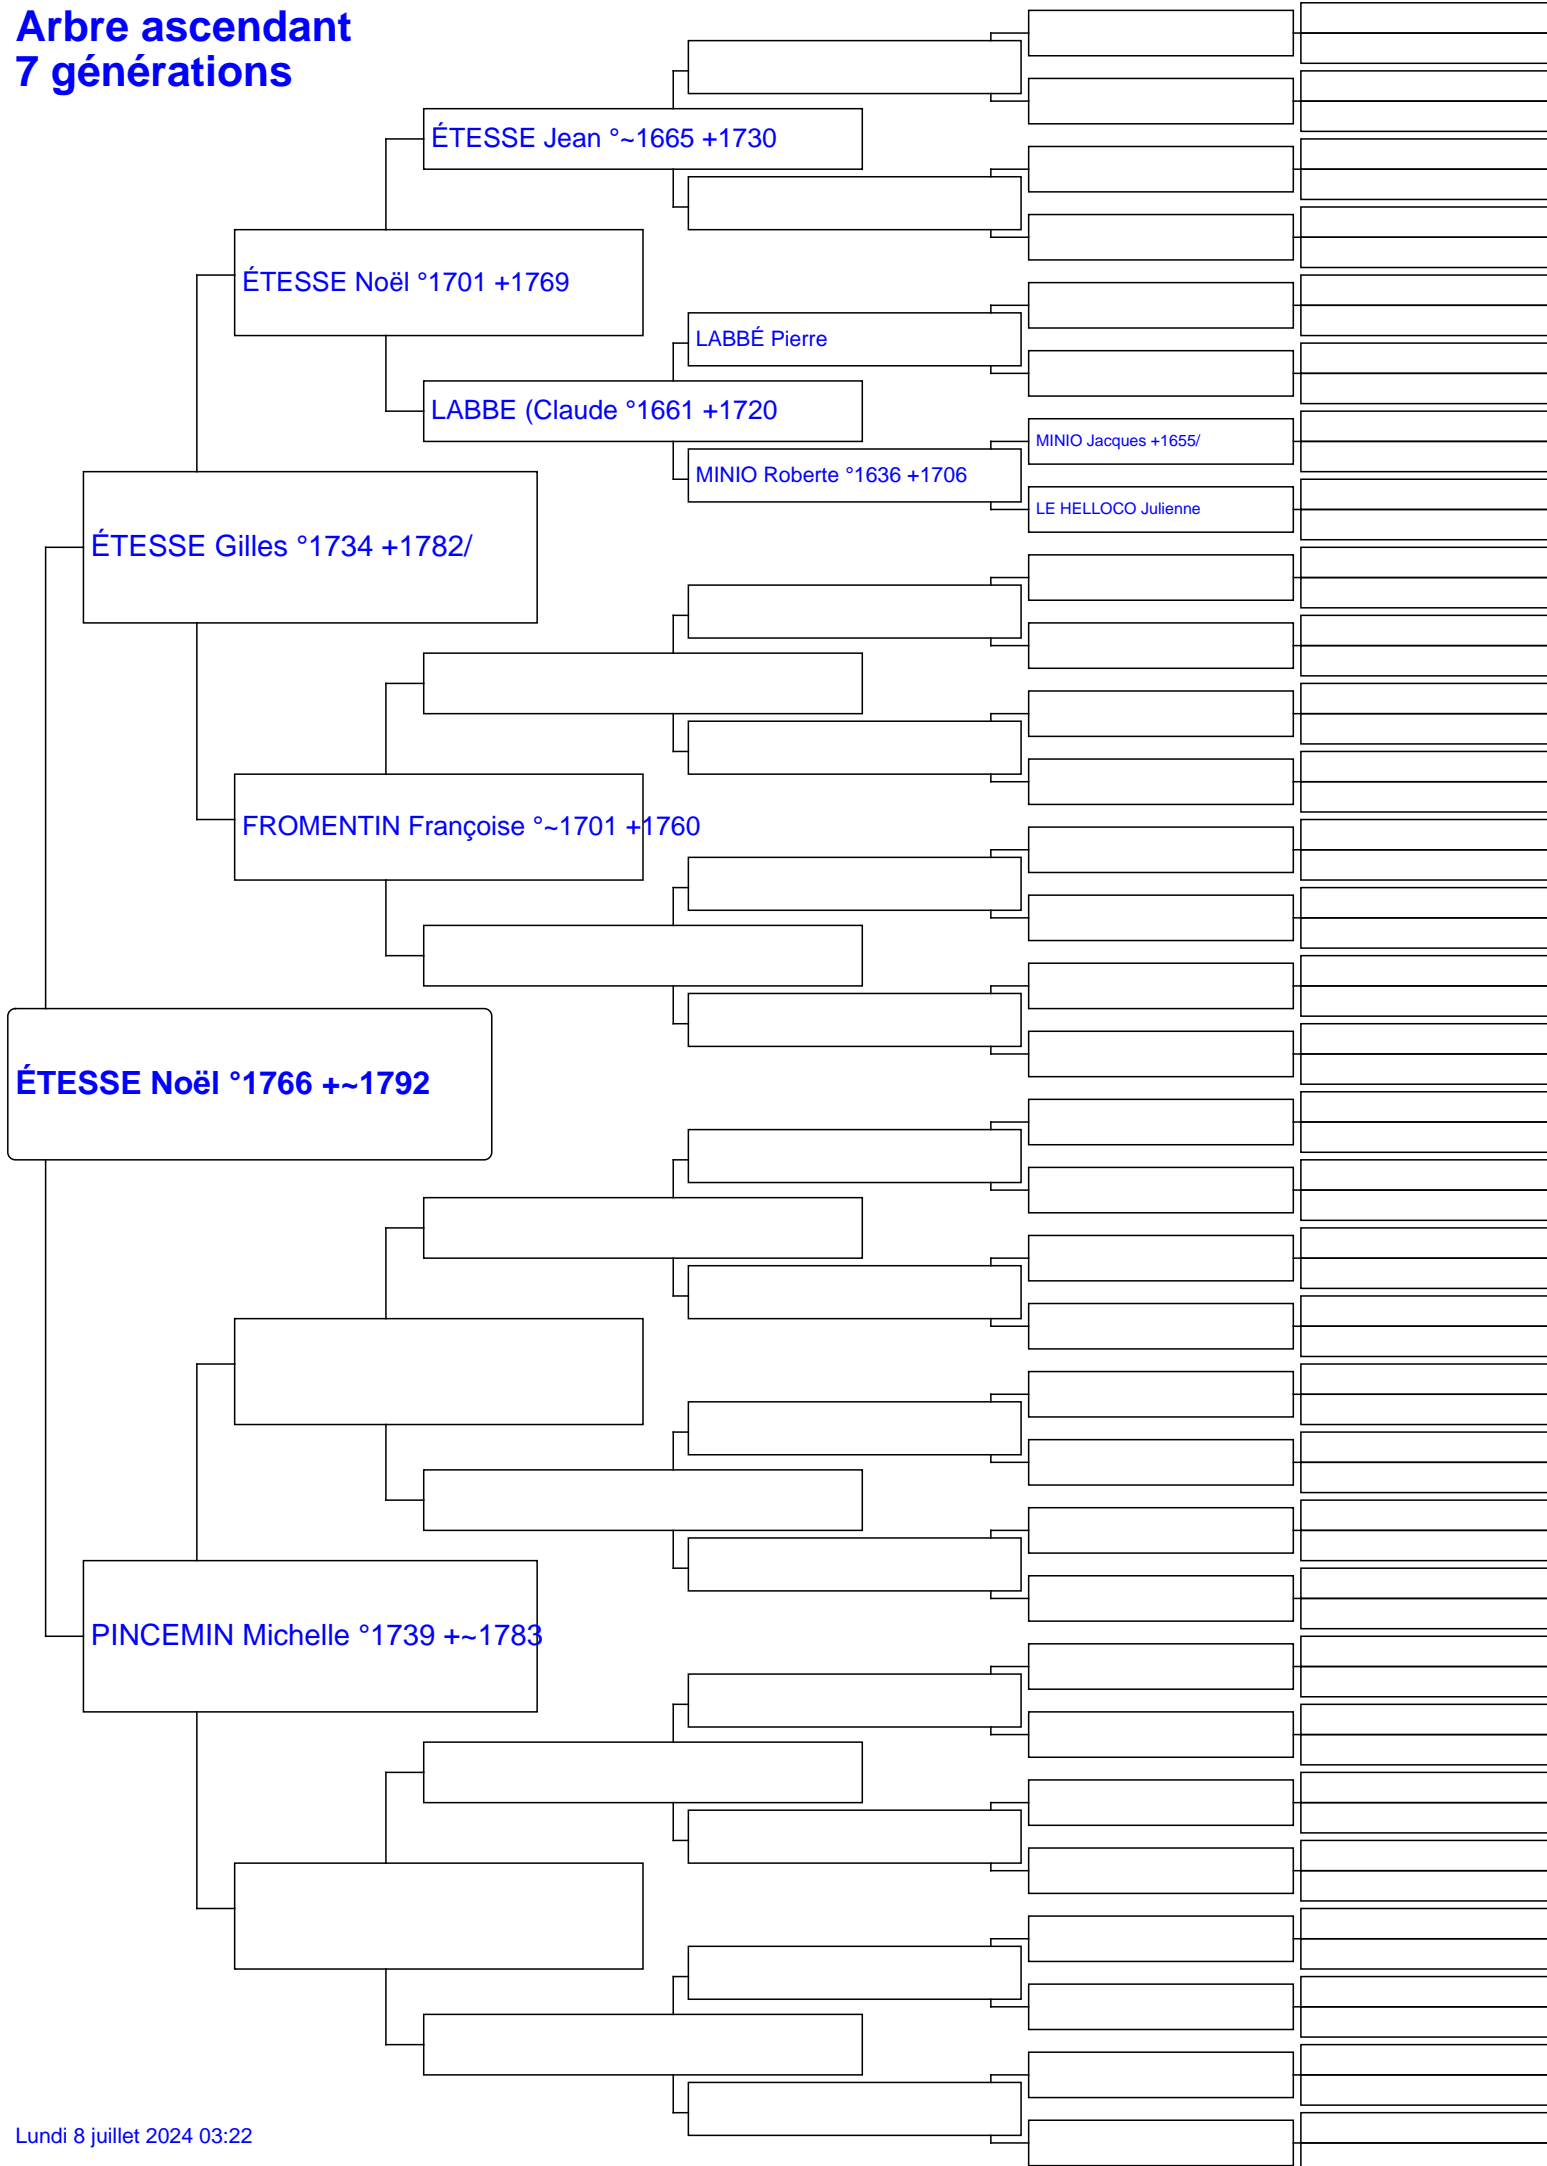 Arbre ascendant
7 générations
ÉTESSE Jean °~1665 +1730
ÉTESSE Noël °1701 +1769
LABBÉ Pierre
LABBE (Claude °1661 +1720
MINIO Jacques +1655/
MINIO Roberte °1636 +1706
LE HELLOCO Julienne
ÉTESSE Gilles °1734 +1782/
FROMENTIN Françoise °~1701 +1760
ÉTESSE Noël °1766 +~1792
PINCEMIN Michelle °1739 +~1783
Lundi 8 juillet 2024 03:22